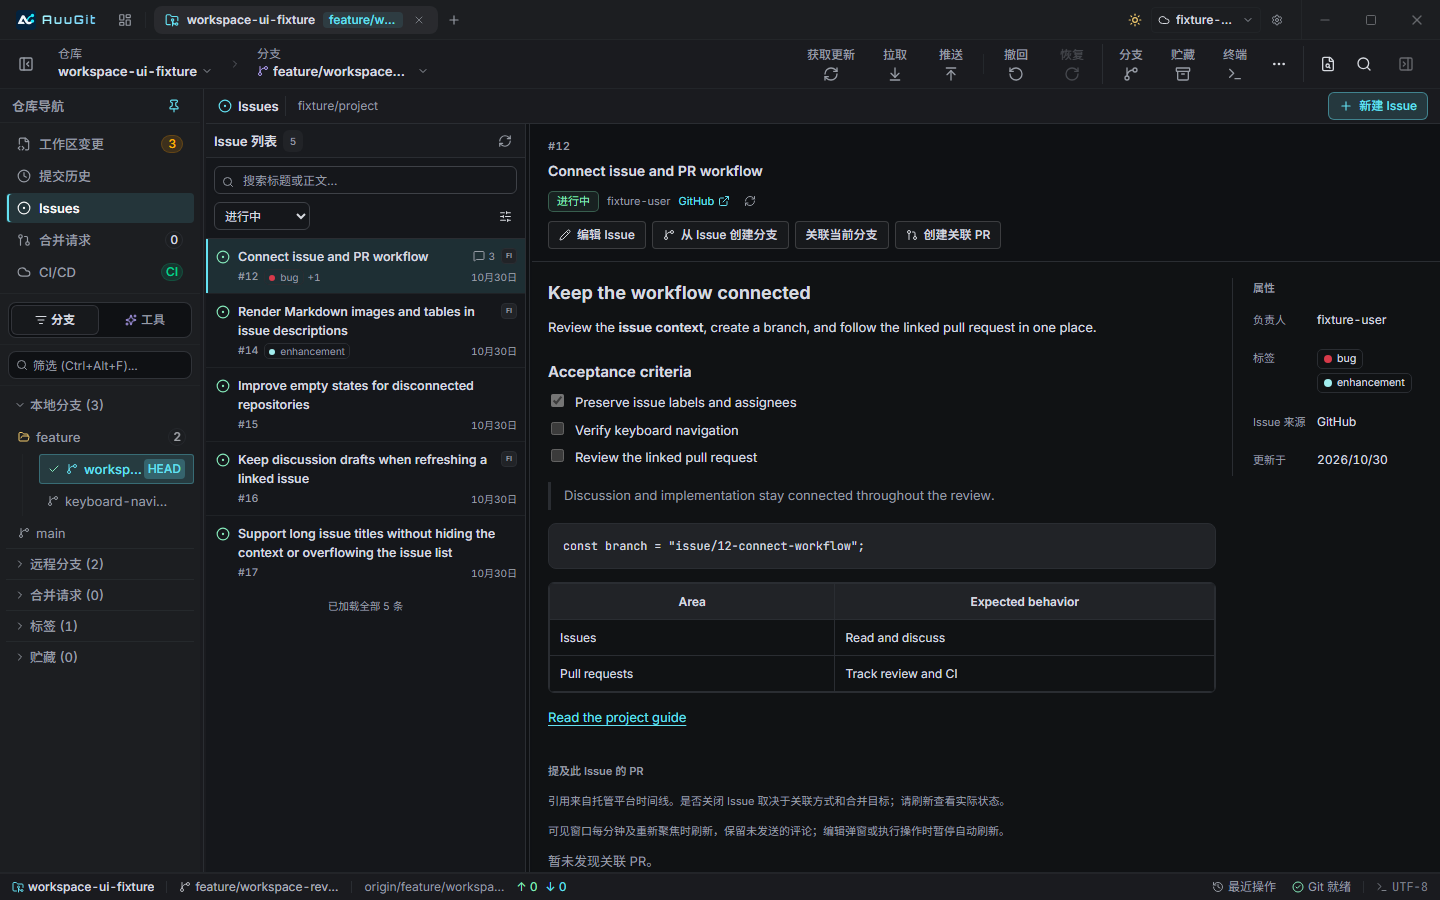 AuuGit
workspace-ui-fixture feature/w...
fixture-...
仓库
workspace-ui-fixture
分支
feature/workspace...
获取更新
拉取
推送
撤回
恢复
分支
贮藏
终端
仓库导航
Issues fixture/project
新建 Issue
工作区变更 3
提交历史
Issues
合并请求 0
CI/CD CI
分支
工具
筛选 (Ctrl+Alt+F)...
本地分支 (3)
feature 2
worksp... HEAD
keyboard-navi...
main
远程分支 (2)
合并请求 (0)
标签 (1)
贮藏 (0)
Issue 列表 5
搜索标题或正文...
进行中
Connect issue and PR workflow 3 FI
#12 bug +1 10月30日
Render Markdown images and tables in FI
issue descriptions
#14 enhancement 10月30日
Improve empty states for disconnected
repositories
#15 10月30日
Keep discussion drafts when refreshing a FI
linked issue
#16 10月30日
Support long issue titles without hiding the
context or overflowing the issue list
#17 10月30日
已加载全部 5 条
#12
Connect issue and PR workflow
进行中 fixture-user GitHub
编辑 Issue
从 Issue 创建分支
关联当前分支
创建关联 PR
Keep the workflow connected
Review the issue context, create a branch, and follow the linked pull request in one place.
Acceptance criteria
Preserve issue labels and assignees
Verify keyboard navigation
Review the linked pull request
Discussion and implementation stay connected throughout the review.
const branch = "issue/12-connect-workflow";
Area Expected behavior
Issues Read and discuss
Pull requests Track review and CI
Read the project guide
提及此 Issue 的 PR
引用来自托管平台时间线。是否关闭 Issue 取决于关联方式和合并目标；请刷新查看实际状态。
可见窗口每分钟及重新聚焦时刷新，保留未发送的评论；编辑弹窗或执行操作时暂停自动刷新。
暂未发现关联 PR。
属性
负责人 fixture-user
标签 bug
enhancement
Issue 来源 GitHub
更新于 2026/10/30
workspace-ui-fixture
feature/workspace-rev...
origin/feature/workspa... 0 0
最近操作
Git 就绪
UTF-8